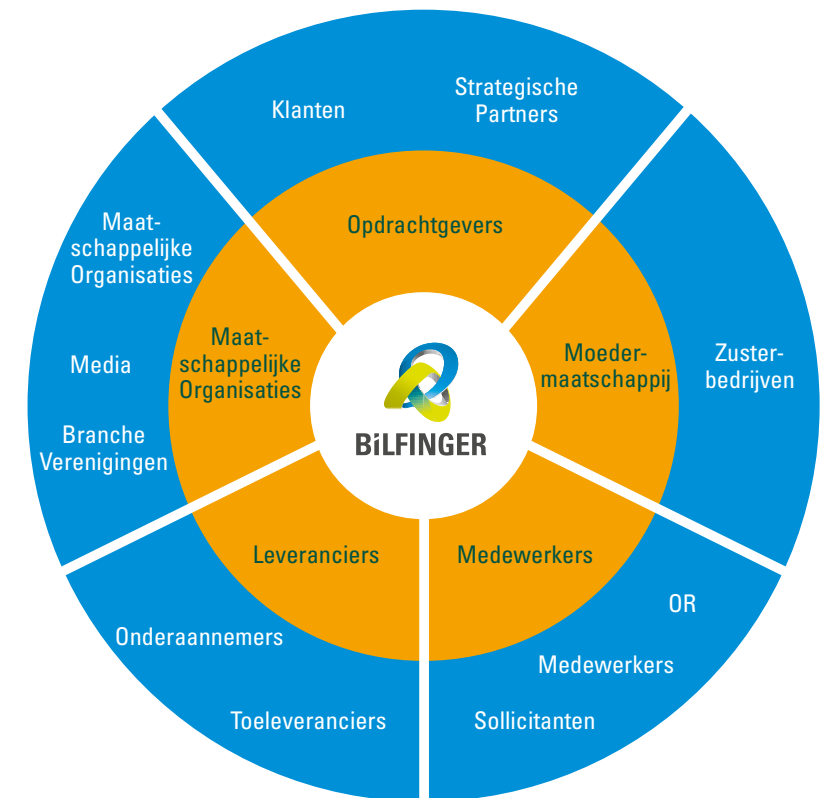 Klanten
Strategische
Partners
Opdrachtgevers
Maat-
schappelijke
Organisaties
Media
Branche
Verenigingen
Maat-
schappelijke
Organisaties
BiLFINGER
Moeder-
maatschappij
Zuster-
bedrijven
Leveranciers
Medewerkers
Onderaannemers
Toeleveranciers
OR
Medewerkers
Sollicitanten